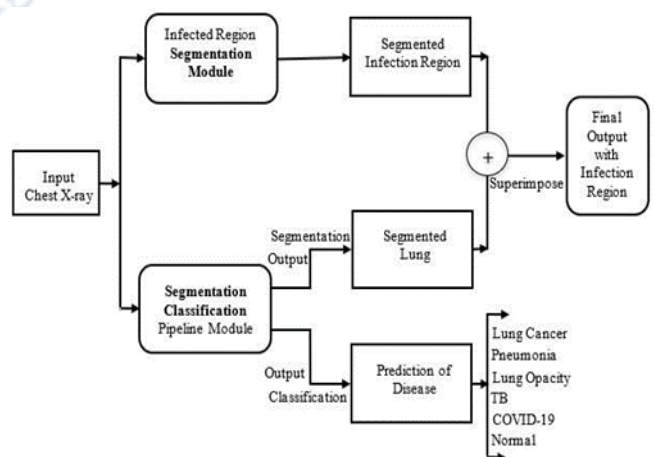 Infected Region
Segmentation
Module
Segmented
Infection Region
Final
Output
with
Infection
Region
+
Superimpose
Input
Chest X-ray
Segmentation
Output
Segmented
Lung
Segmentation
Classification
Pipeline Module
Output
Classification
Prediction of
Disease
Lung Cancer
Pneumonia
Lung Opacity
TB
COVID-19
Normal